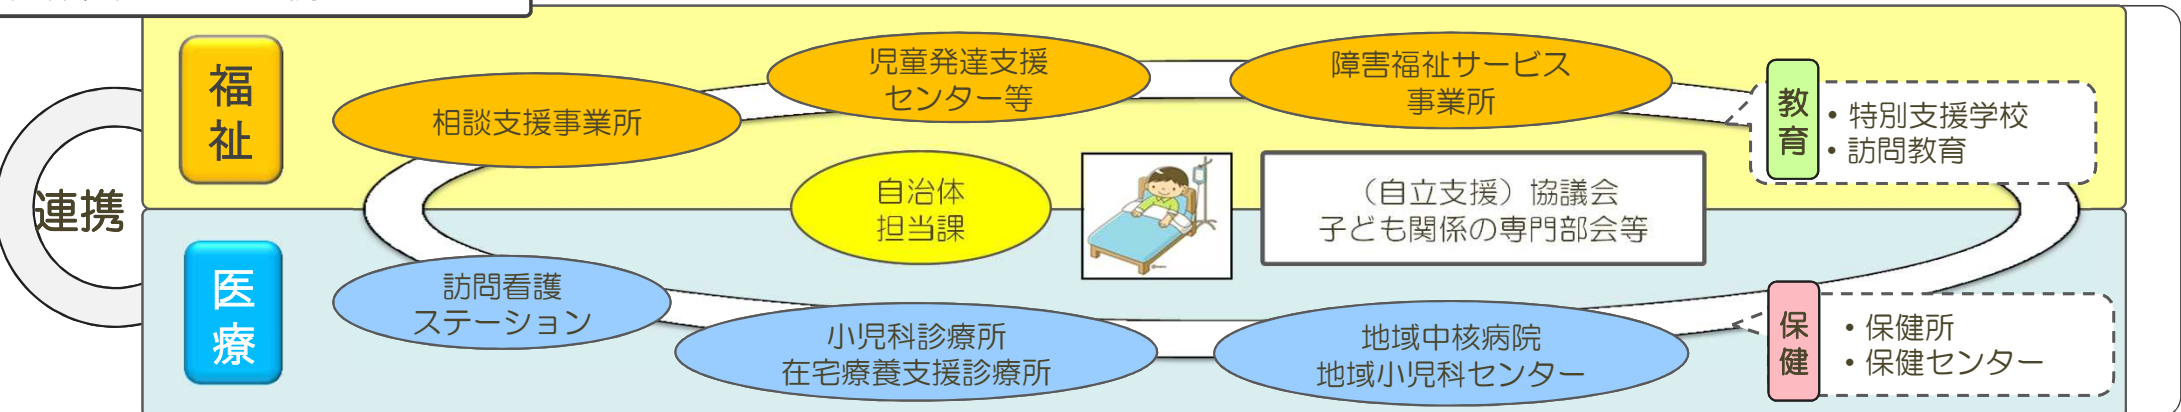 連携
福祉
相談支援事業所
児童発達支援
センター等
障害福祉サービス
事業所
教育
・特別支援学校
・訪問教育
自治体
担当課
（自立支援）協議会
子ども関係の専門部会等
医療
訪問看護
ステーション
小児科診療所
在宅療養支援診療所
地域中核病院
地域小児科センター
保健
・保健所
・保健センター